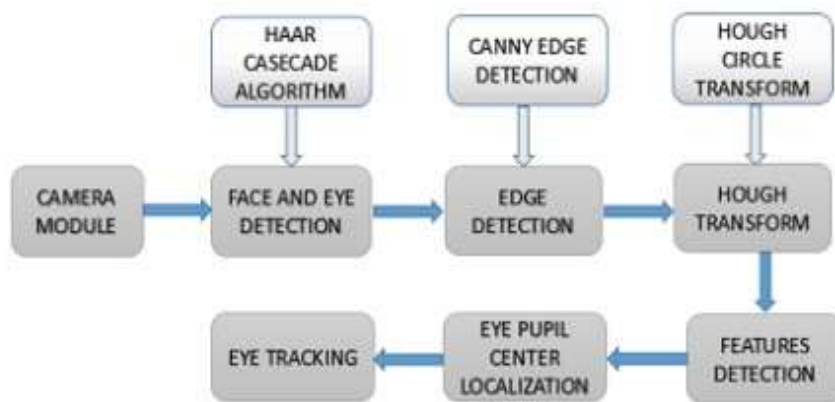 HAAR
CASECADE
ALGORITHM
CANNY EDGE
DETECTION
HOUGH
CIRCLE
TRANSFORM
CAMERA
MODULE
FACE AND EYE
DETECTION
EDGE
DETECTION
HOUGH
TRANSFORM
EYE TRACKING
EYE PUPIL
CENTER
LOCALIZATION
FEATURES
DETECTION